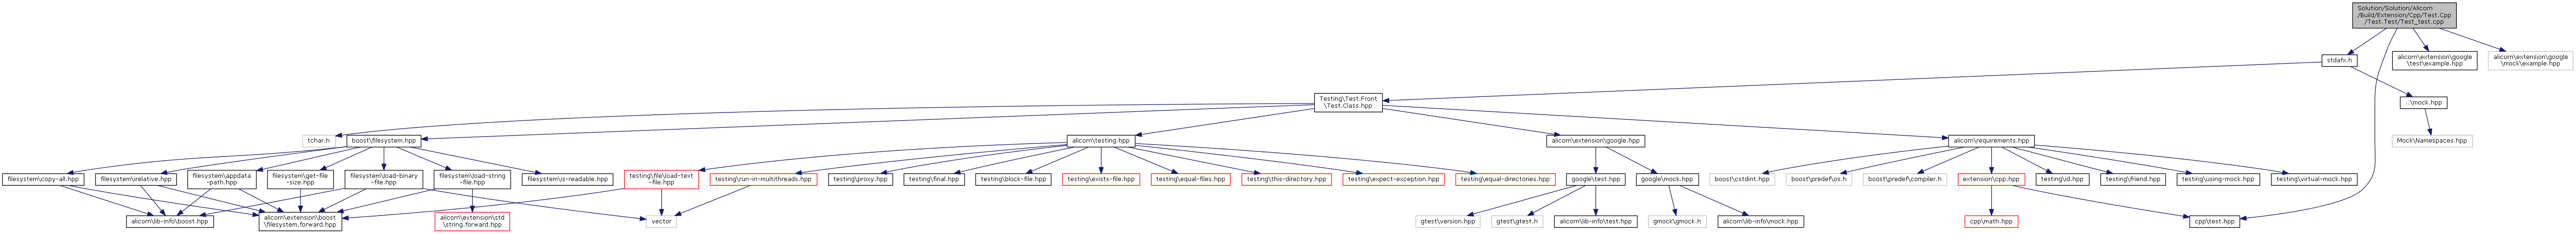 Solution/Solution/Alicorn
/Build/Extension/Cpp/Test.Cpp
/Test.Test/Test_test.cpp
stdafx.h
alicorn\extension\google
test\example.hpp
alicorn\extension\google
\mock\example.hpp
Testing\Test.Front
\Test.Class.hpp
..\mock.hpp
tchar.h
boost\filesystem.hpp
alicorn\testing.hpp
alicorn\extension\google.hpp
alicorn\requirements.hpp
Mock\Namespaces.hpp
filesystem\copy-all.hpp
filesystem\relative.hpp
filesystem\appdata
-path.hpp
filesystem\get-file
-size.hpp
filesystem\load-binary
-file.hpp
filesystem\load-string
-file.hpp
filesystem\is-readable.hpp
testing\file\load-text
-file.hpp
testing\run-in-multithreads.hpp
testing\proxy.hpp
testing\final.hpp
testing\block-file.hpp
testing\exists-file.hpp
testing\equal-files.hpp
testing\this-directory.hpp
testing\expect-exception.hpp
testing\equal-directories.hpp
google\test.hpp
google\mock.hpp
boost\cstdint.hpp
boost\predef\os.h
boost\predef\compiler.h
extension\cpp.hpp
testing\id.hpp
testing\friend.hpp
testing\using-mock.hpp
testing\virtual-mock.hpp
alicorn\lib-info\boost.hpp
alicorn\extension\boost
\filesystem.forward.hpp
alicorn\extension\std
\string.forward.hpp
vector
gtest\version.hpp
gtest\gtest.h
alicorn\lib-info\test.hpp
gmock\gmock.h
alicorn\lib-info\mock.hpp
cpp\math.hpp
cpp\test.hpp